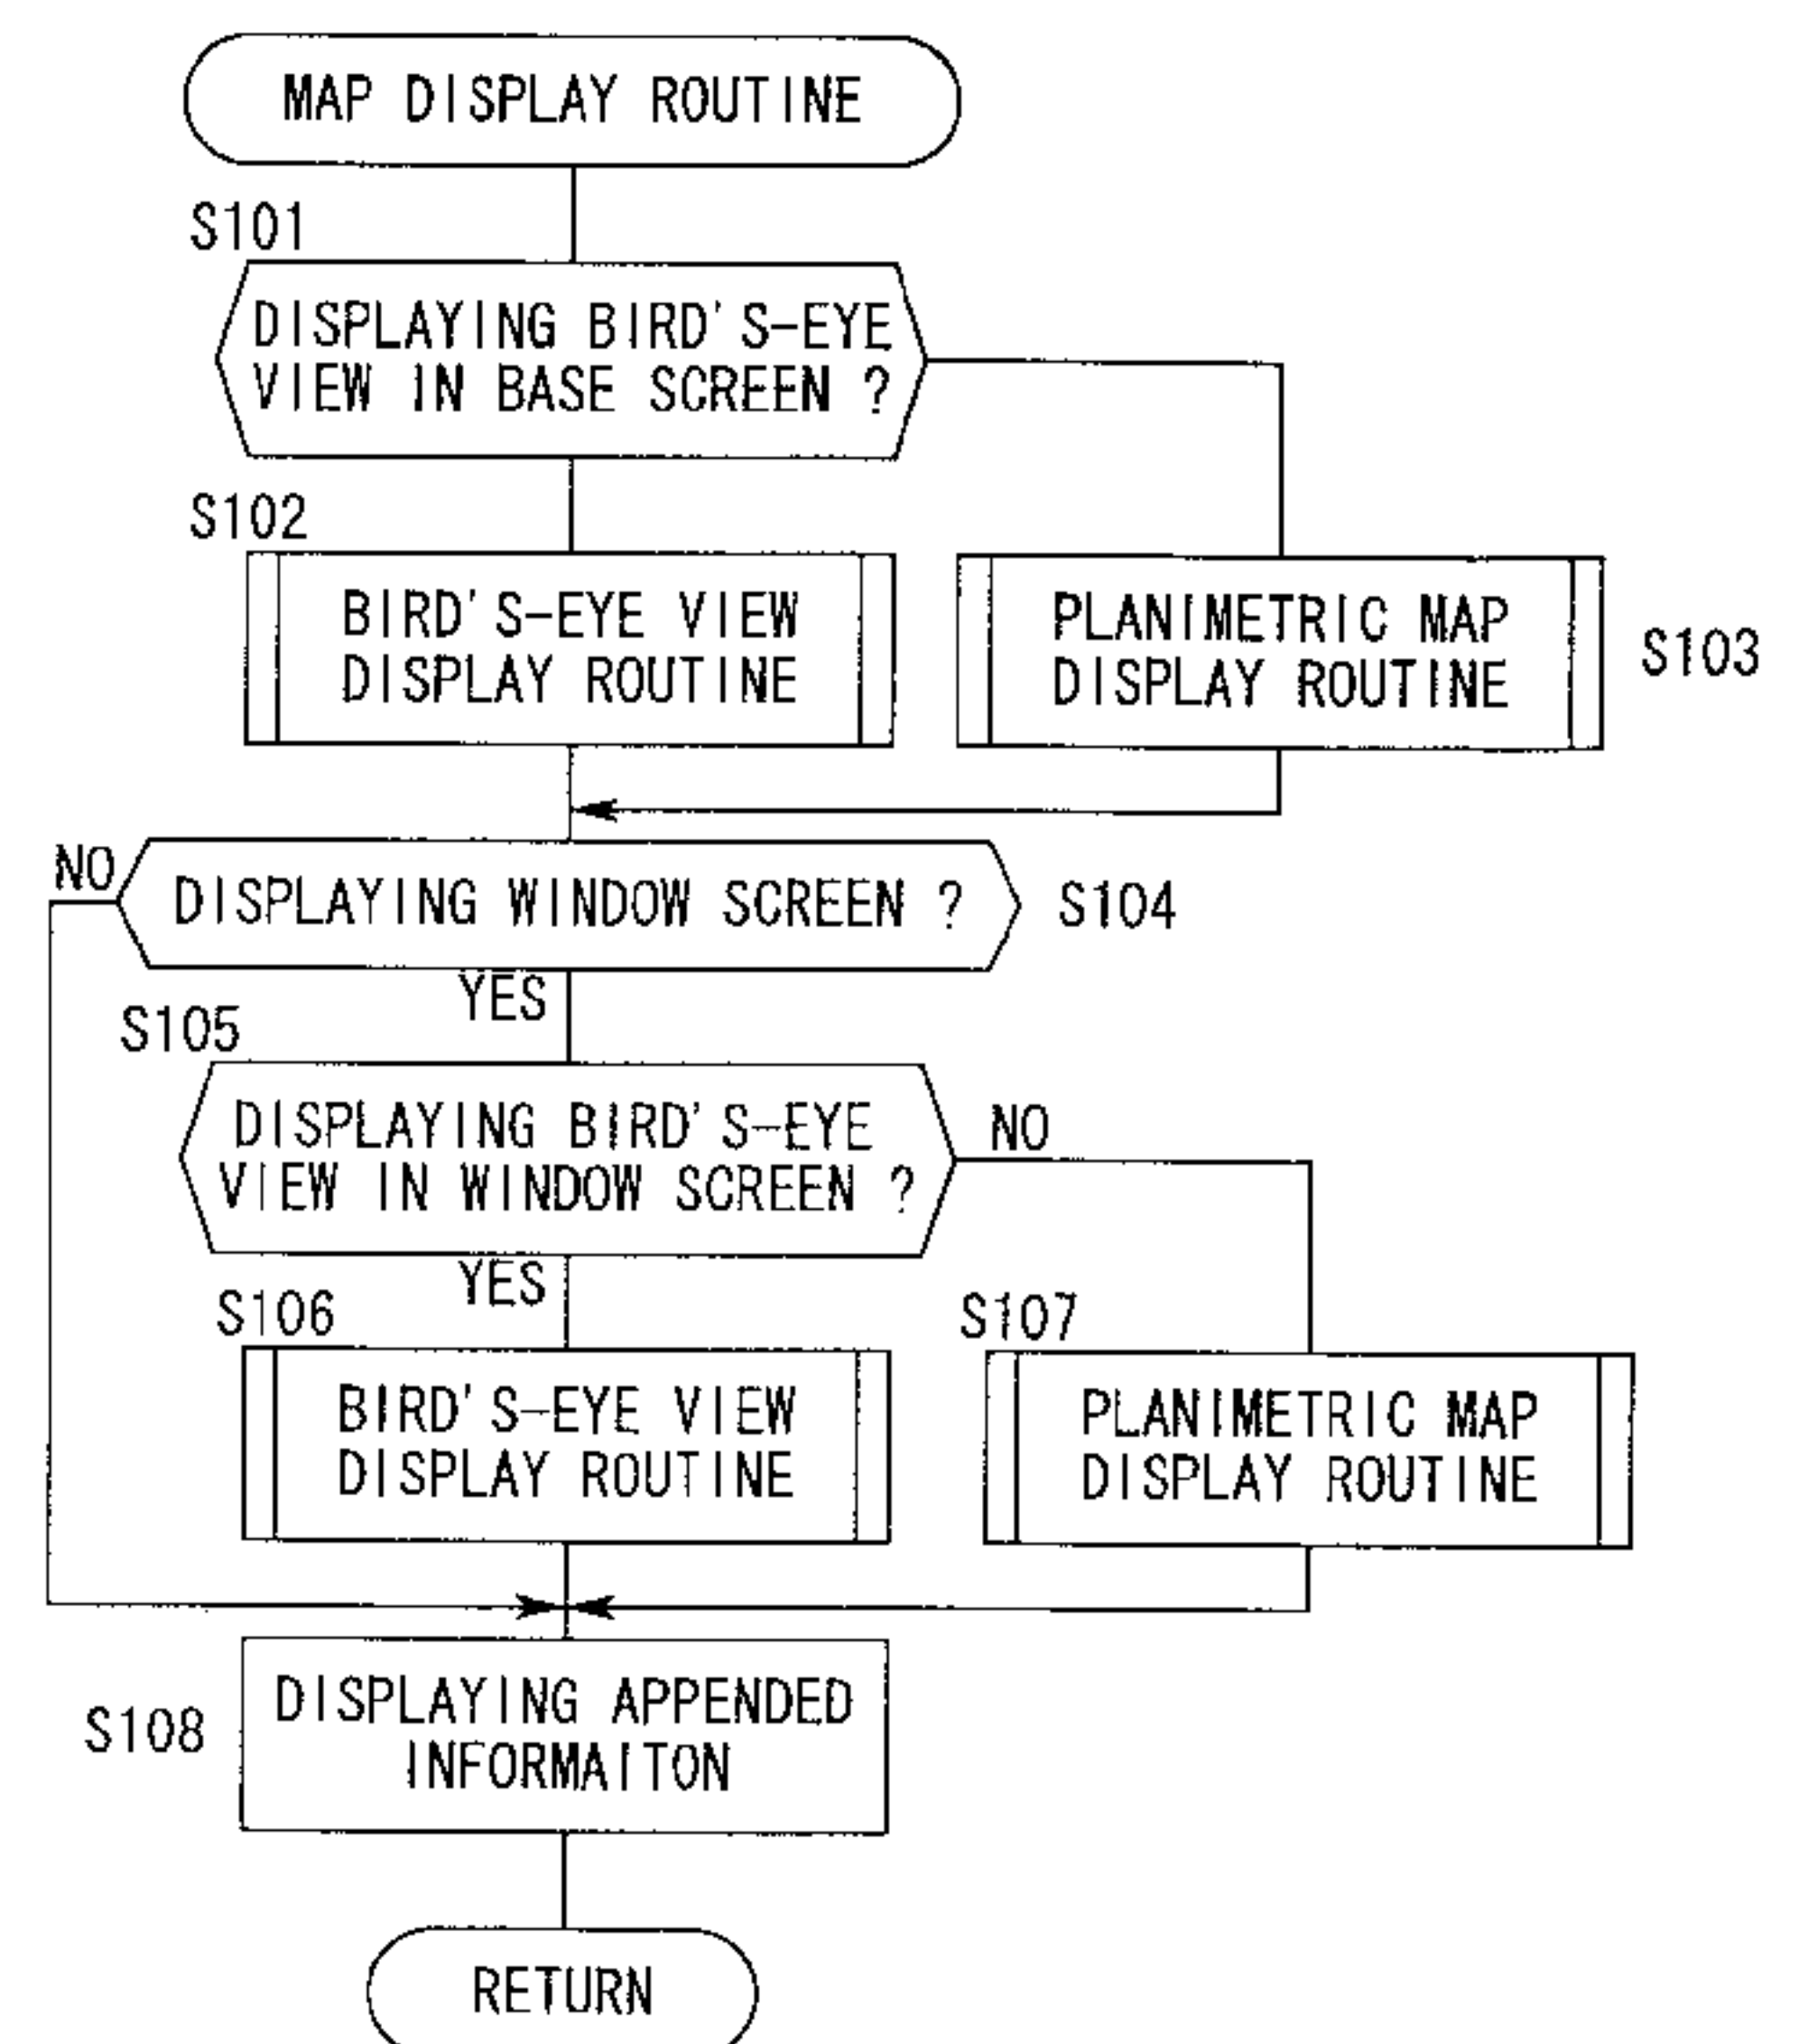 MAP DISPLAY ROUTINE
S101
DISPLAYING BIRD'S-EYE
VIEW IN BASE SCREEN ?
S102
BIRD'S-EYE VIEW
DISPLAY ROUTINE
PLANIMETRIC MAP
DISPLAY ROUTINE
S103
NO
DISPLAYING WINDOW SCREEN ?
S104
YES
S105
DISPLAYING BIRD'S-EYE
VIEW IN WINDOW SCREEN ?
NO
YES
S106
BIRD'S-EYE VIEW
DISPLAY ROUTINE
S107
PLANIMETRIC MAP
DISPLAY ROUTINE
S108
DISPLAYING APPENDED
INFORMAITON
RETURN